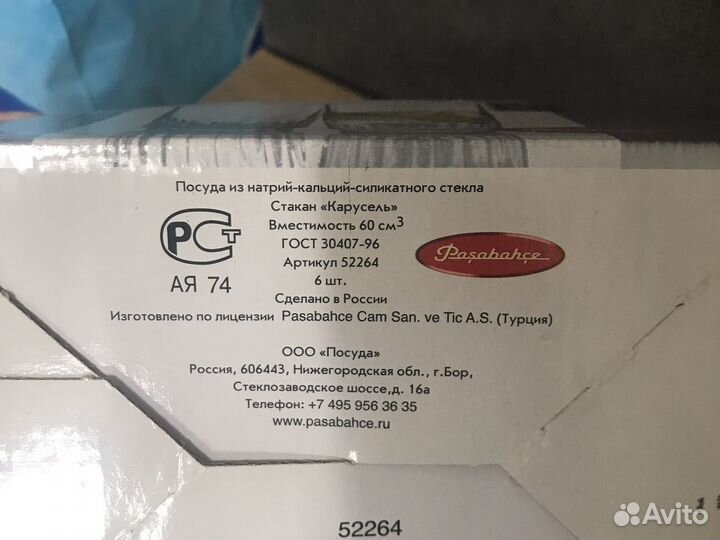 Посуда из натрий-кальций-силикатного стекла
Стакан «Карусель»
Вместимость 60 см³
ГОСТ 30407-96
Артикул 52264
6 шт.
Сделано в России
Изготовлено по лицензии Pasabahce Cam San. ve Tic A.S. (Турция)
РСТ
АЯ 74
Paşabahçe
ООО «Посуда»
Россия, 606443, Нижегородская обл., г.Бор,
Стеклозаводское шоссе,д. 16а
Телефон: +7 495 956 36 35
www.pasabahce.ru
52264
Avito